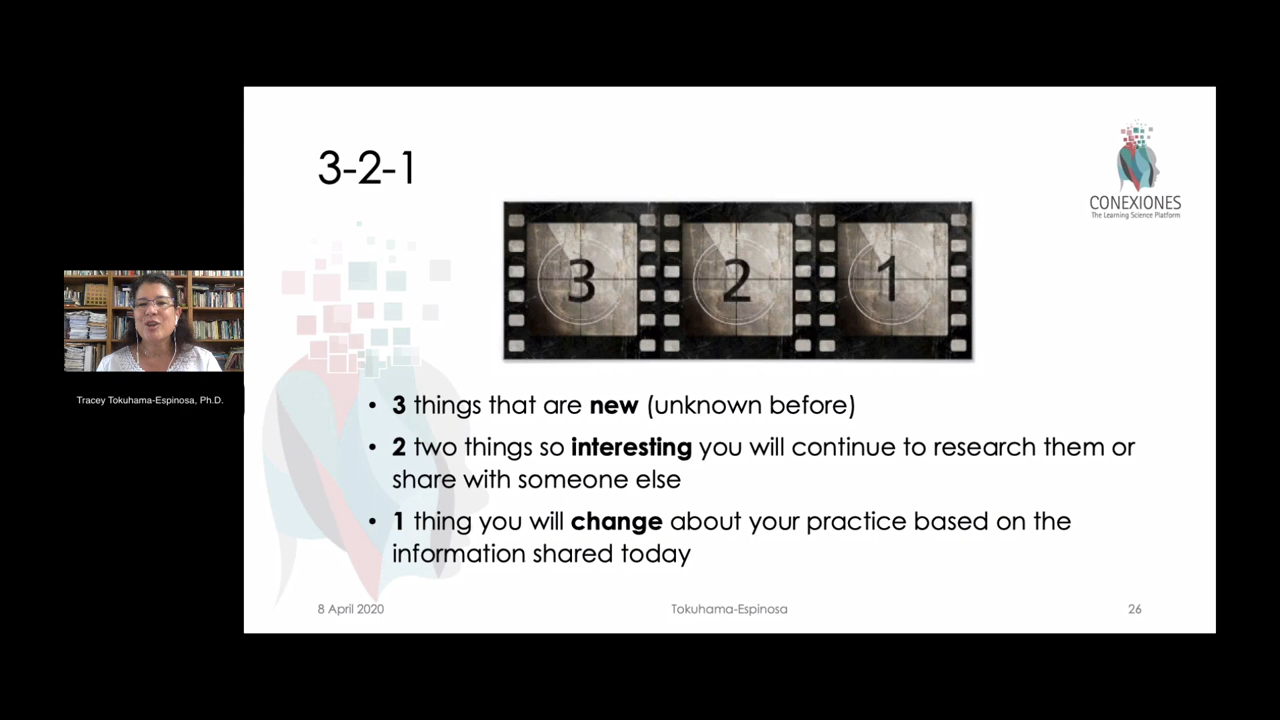 3-2-1
CONEXIONES
The Learning Science Platform
3 2 1
• 3 things that are new (unknown before)
• 2 two things so interesting you will continue to research them or
share with someone else
• 1 thing you will change about your practice based on the
information shared today
Tracey Tokuhama-Espinosa, Ph.D.
8 April 2020 Tokuhama-Espinosa 26